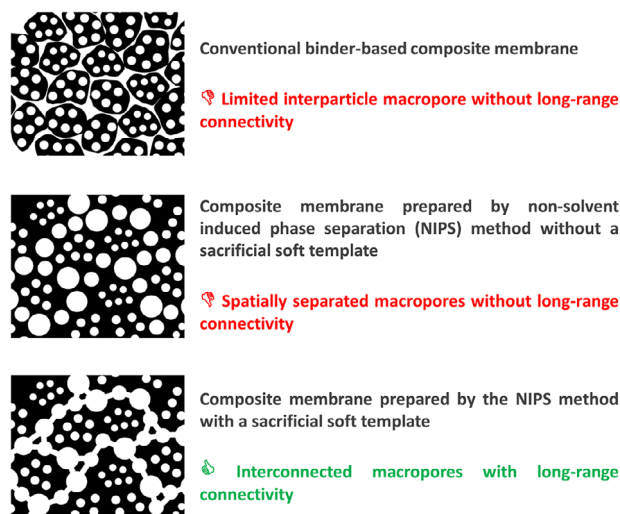 Conventional binder-based composite membrane
👎 Limited interparticle macropore without long-range
connectivity
Composite membrane prepared by non-solvent
induced phase separation (NIPS) method without a
sacrificial soft template
👎 Spatially separated macropores without long-range
connectivity
Composite membrane prepared by the NIPS method
with a sacrificial soft template
👍 Interconnected macropores with long-range
connectivity